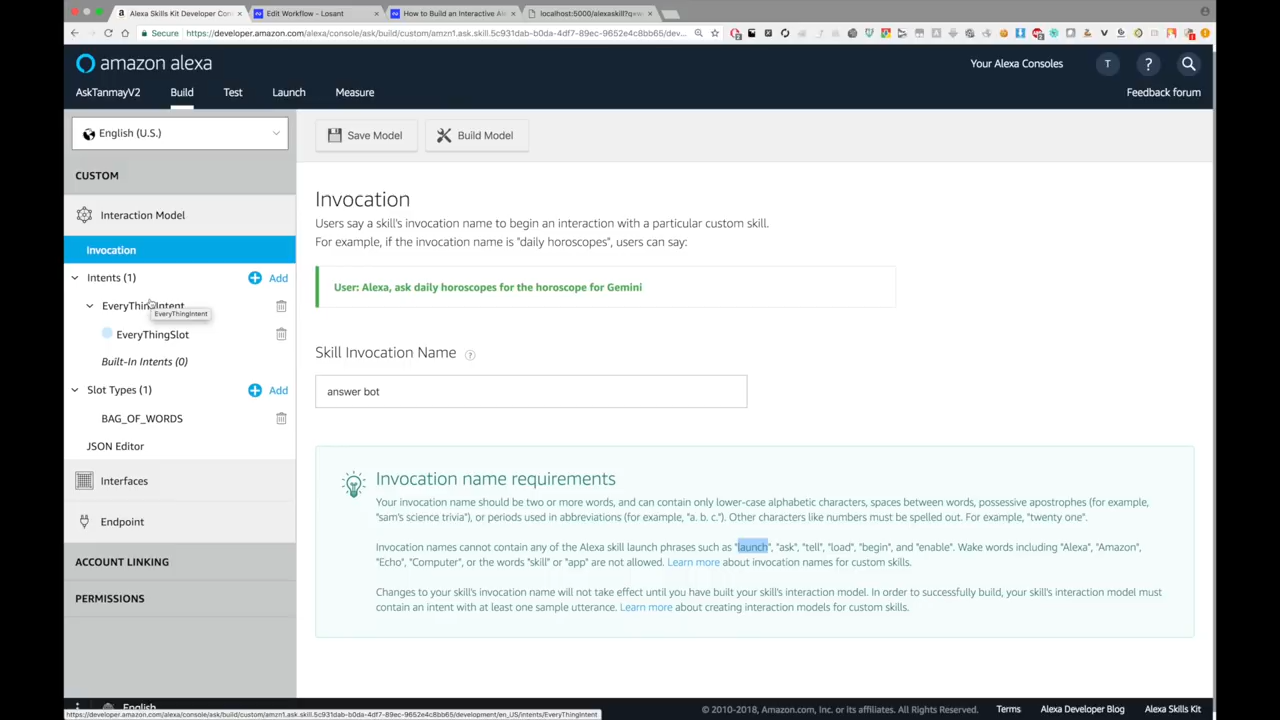 Alexa Skills Kit Developer Con
Edit Workflow – Losant
How to Build an Interactive Al
localhost:5000/alexaskill?q=w
Secure
https://developer.amazon.com/alexa/console/ask/build/custom/amzn1.ask.skill.5c931dab-b0da-4df7-89ec-9650e4c8bb65/dev...
amazon alexa
Your Alexa Consoles
T
?
AskTanmayV2
Build
Test
Launch
Measure
Feedback forum
English (U.S.)
Save Model
Build Model
CUSTOM
Interaction Model
Invocation
Intents (1)
Add
EveryThingIntent
EveryThingIntent
EveryThingSlot
Built-In Intents (0)
Slot Types (1)
Add
BAG_OF_WORDS
JSON Editor
Interfaces
Endpoint
ACCOUNT LINKING
PERMISSIONS
English
Invocation
Users say a skill's invocation name to begin an interaction with a particular custom skill.
For example, if the invocation name is "daily horoscopes", users can say:
User: Alexa, ask daily horoscopes for the horoscope for Gemini
Skill Invocation Name ?
answer bot
Invocation name requirements
Your invocation name should be two or more words, and can contain only lower-case alphabetic characters, spaces between words, possessive apostrophes (for example,
"sam's science trivia"), or periods used in abbreviations (for example, "a. b. c."). Other characters like numbers must be spelled out. For example, "twenty one".
Invocation names cannot contain any of the Alexa skill launch phrases such as "launch", "ask", "tell", "load", "begin", and "enable". Wake words including "Alexa", "Amazon",
"Echo", "Computer", or the words "skill" or "app" are not allowed. Learn more about invocation names for custom skills.
Changes to your skill's invocation name will not take effect until you have built your skill's interaction model. In order to successfully build, your skill's interaction model must
contain an intent with at least one sample utterance. Learn more about creating interaction models for custom skills.
https://developer.amazon.com/alexa/console/ask/build/custom/amzn1.ask.skill.5c931dab-b0da-4df7-89ec-9650e4c8bb65/development/en_US/intents/EveryThingIntent
© 2010-2018, Amazon.com, Inc. or its affiliates. All Rights Reserved.
Terms
Alexa Developer Blog
Alexa Skills Kit